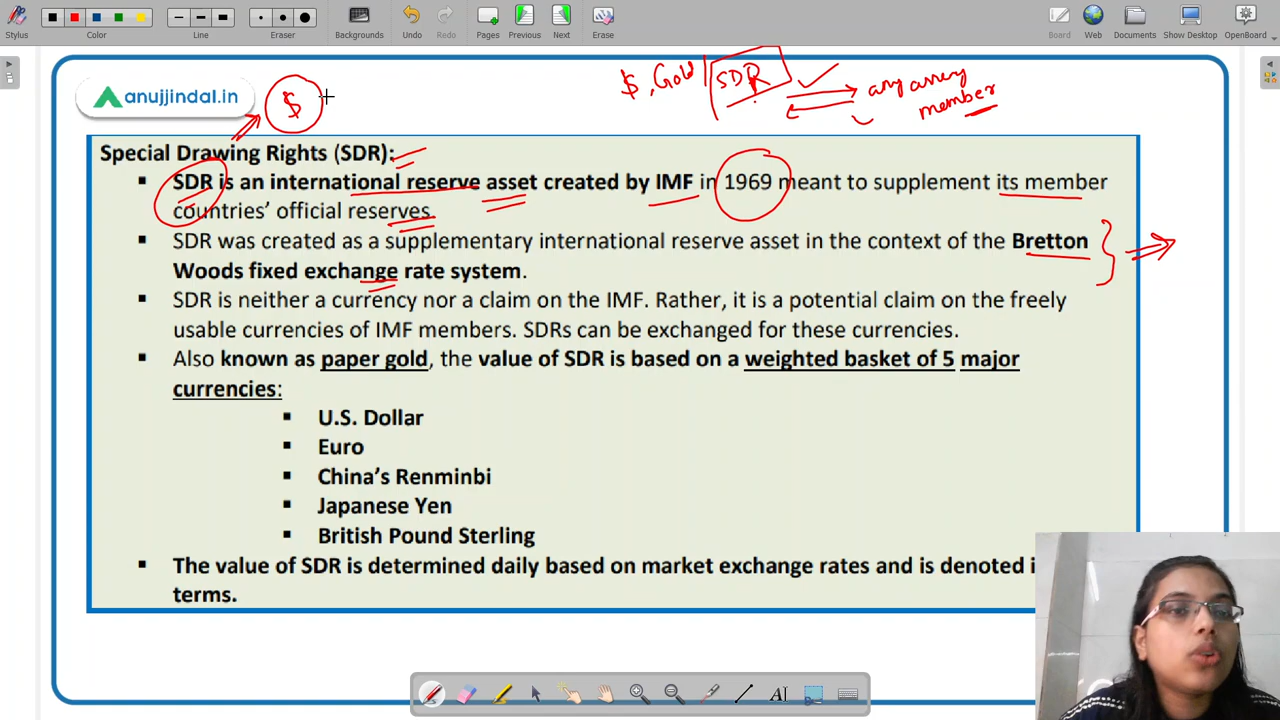 Stylus
Color
Line
Eraser
Backgrounds
Undo
Redo
Pages
Previous
Next
Erase
Board
Web
Documents
Desktop
OpenBoard
anujjindal.in
$
$, Gold
SDR
any
member
Special Drawing Rights (SDR):
▪ SDR is an international reserve asset created by IMF in 1969 meant to supplement its member
countries' official reserves.
▪ SDR was created as a supplementary international reserve asset in the context of the Bretton
Woods fixed exchange rate system.
▪ SDR is neither a currency nor a claim on the IMF. Rather, it is a potential claim on the freely
usable currencies of IMF members. SDRs can be exchanged for these currencies.
▪ Also known as paper gold, the value of SDR is based on a weighted basket of 5 major
currencies:
▪ U.S. Dollar
▪ Euro
▪ China's Renminbi
▪ Japanese Yen
▪ British Pound Sterling
▪ The value of SDR is determined daily based on market exchange rates and is denoted i
terms.
AI